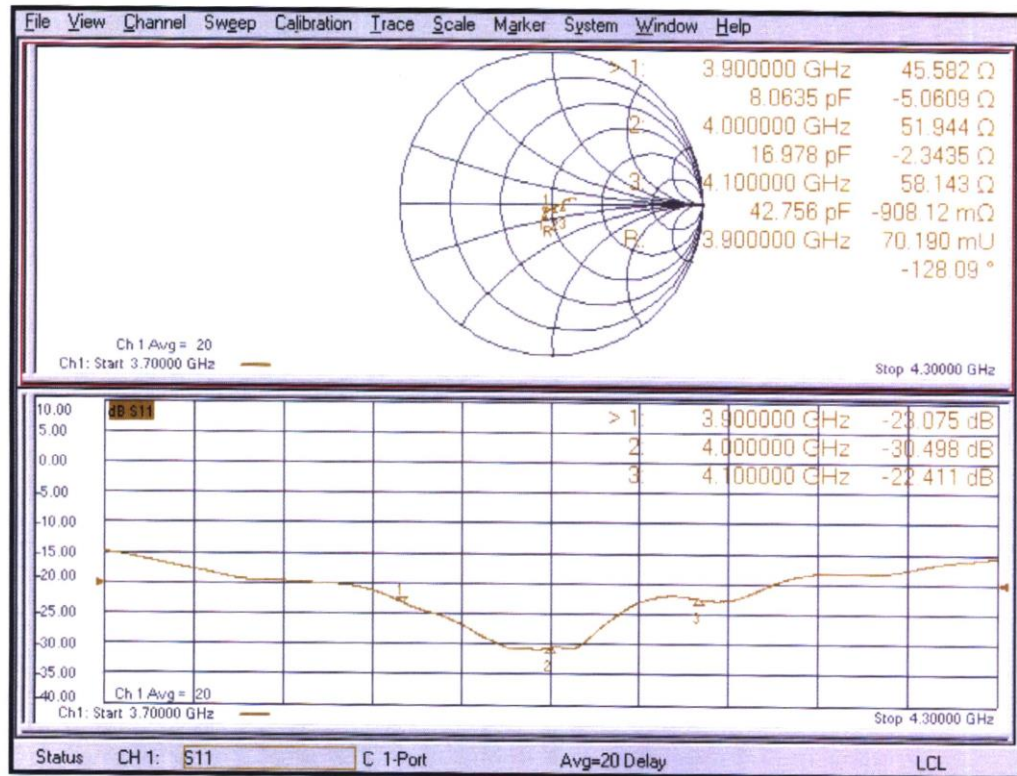 File View Channel Sweep Calibration Trace Scale Marker System Window Help
> 1: 3.900000 GHz 45.582 Ω
8.0635 pF -5.0609 Ω
2: 4.000000 GHz 51.944 Ω
16.978 pF -2.3435 Ω
3: 4.100000 GHz 58.143 Ω
42.756 pF -908.12 mΩ
R: 3.900000 GHz 70.190 mU
-128.09 °
1
R
2
3
Ch 1 Avg = 20
Ch1: Start 3.70000 GHz
Stop 4.30000 GHz
10.00
dB S11
> 1: 3.900000 GHz -23.075 dB
5.00
2: 4.000000 GHz -30.498 dB
0.00
3: 4.100000 GHz -22.411 dB
-5.00
-10.00
-15.00
-20.00
1
-25.00
3
-30.00
2
-35.00
-40.00
Ch 1 Avg = 20
Ch1: Start 3.70000 GHz
Stop 4.30000 GHz
Status CH 1: S11 C 1-Port Avg=20 Delay LCL